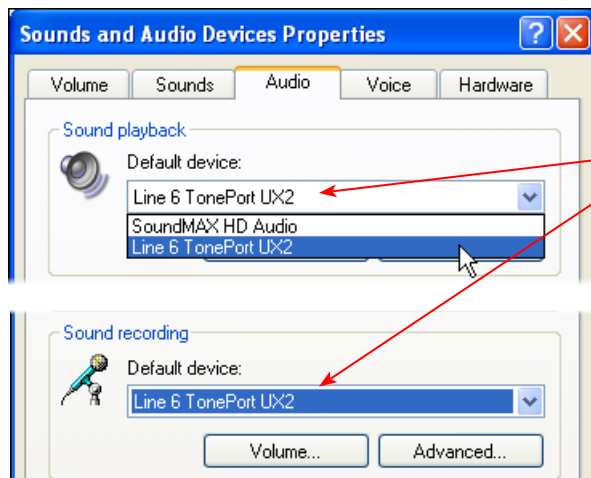 Sounds and Audio Devices Properties
Volume Sounds Audio Voice Hardware
Sound playback
Default device:
Line 6 TonePort UX2
SoundMAX HD Audio
Line 6 TonePort UX2
Sound recording
Default device:
Line 6 TonePort UX2
Volume... Advanced...